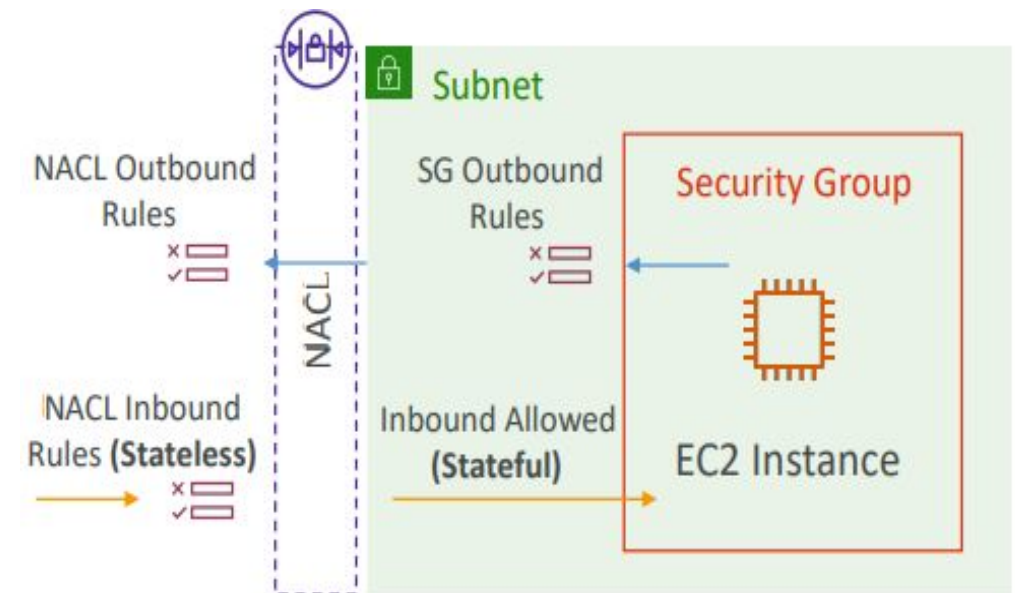 Subnet
NACL Outbound
Rules
SG Outbound
Rules
Security Group
NACL
NACL Inbound
Rules (Stateless)
Inbound Allowed
(Stateful)
EC2 Instance